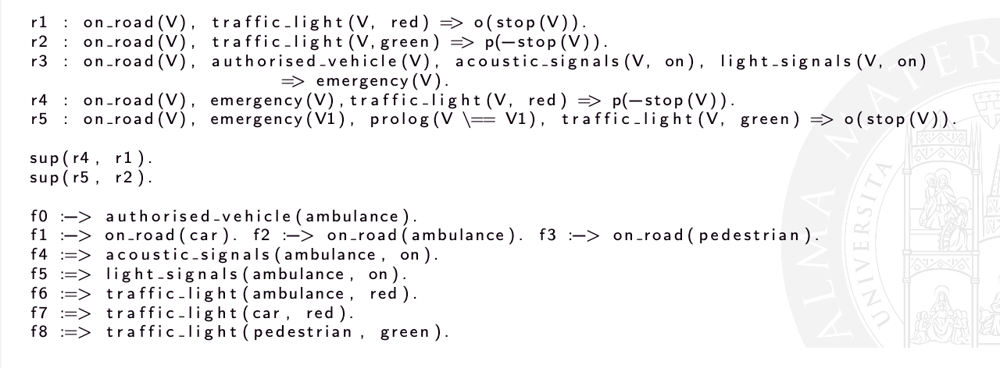 r1 : on_road(V), traffic_light(V, red) => o(stop(V)).
r2 : on_road(V), traffic_light(V,green) => p(-stop(V)).
r3 : on_road(V), authorised_vehicle(V), acoustic_signals(V, on), light_signals(V, on)
=> emergency(V).
r4 : on_road(V), emergency(V),traffic_light(V, red) => p(-stop(V)).
r5 : on_road(V), emergency(V1), prolog(V \== V1), traffic_light(V, green) => o(stop(V)).
sup(r4, r1).
sup(r5, r2).
f0 :-> authorised_vehicle(ambulance).
f1 :-> on_road(car). f2 :-> on_road(ambulance). f3 :-> on_road(pedestrian).
f4 :=> acoustic_signals(ambulance, on).
f5 :=> light_signals(ambulance, on).
f6 :=> traffic_light(ambulance, red).
f7 :=> traffic_light(car, red).
f8 :=> traffic_light(pedestrian, green).
ALMA MATER
UNIVERSITA